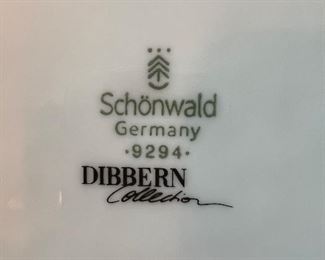 Schönwald
Germany
·9294·
DIBBERN
Collection